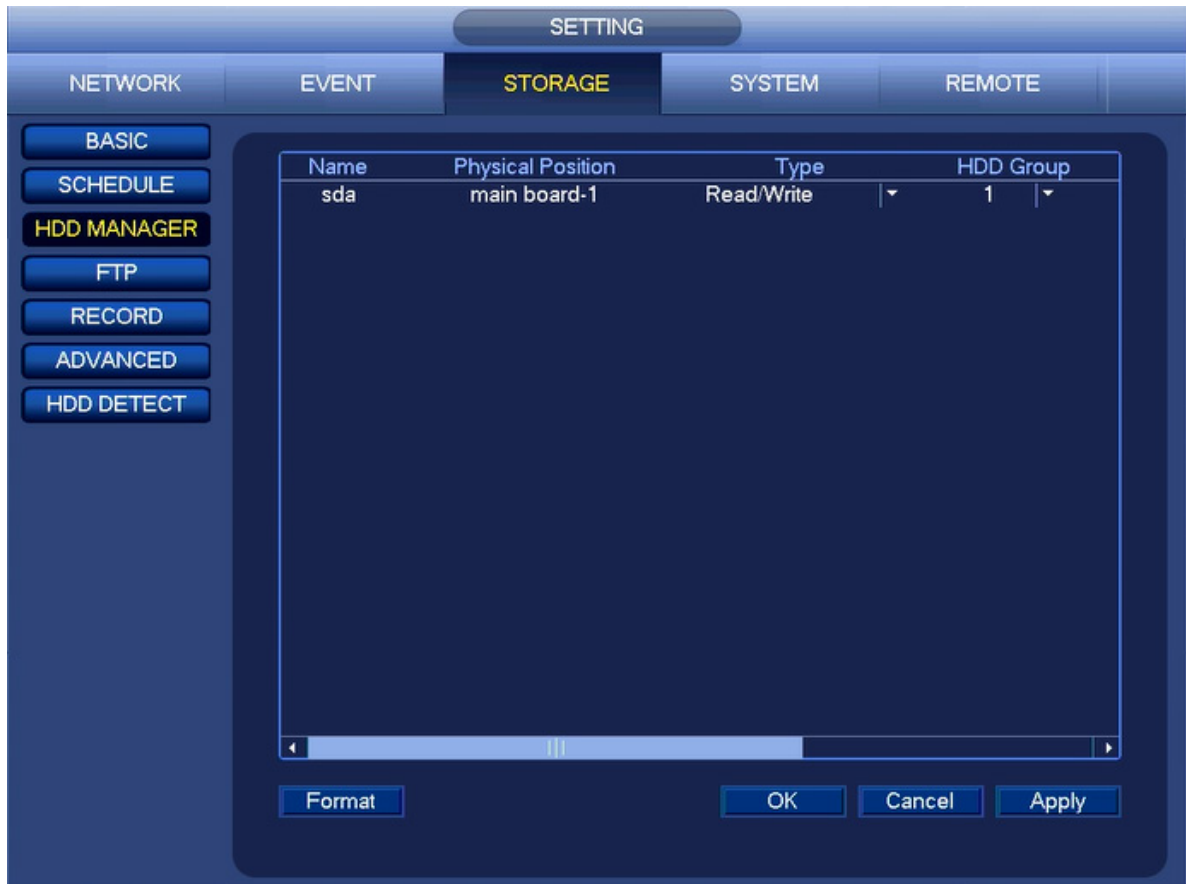 SETTING
NETWORK EVENT STORAGE SYSTEM REMOTE
BASIC
SCHEDULE
HDD MANAGER
FTP
RECORD
ADVANCED
HDD DETECT
Name Physical Position Type HDD Group
sda main board-1 Read/Write 1
Format OK Cancel Apply